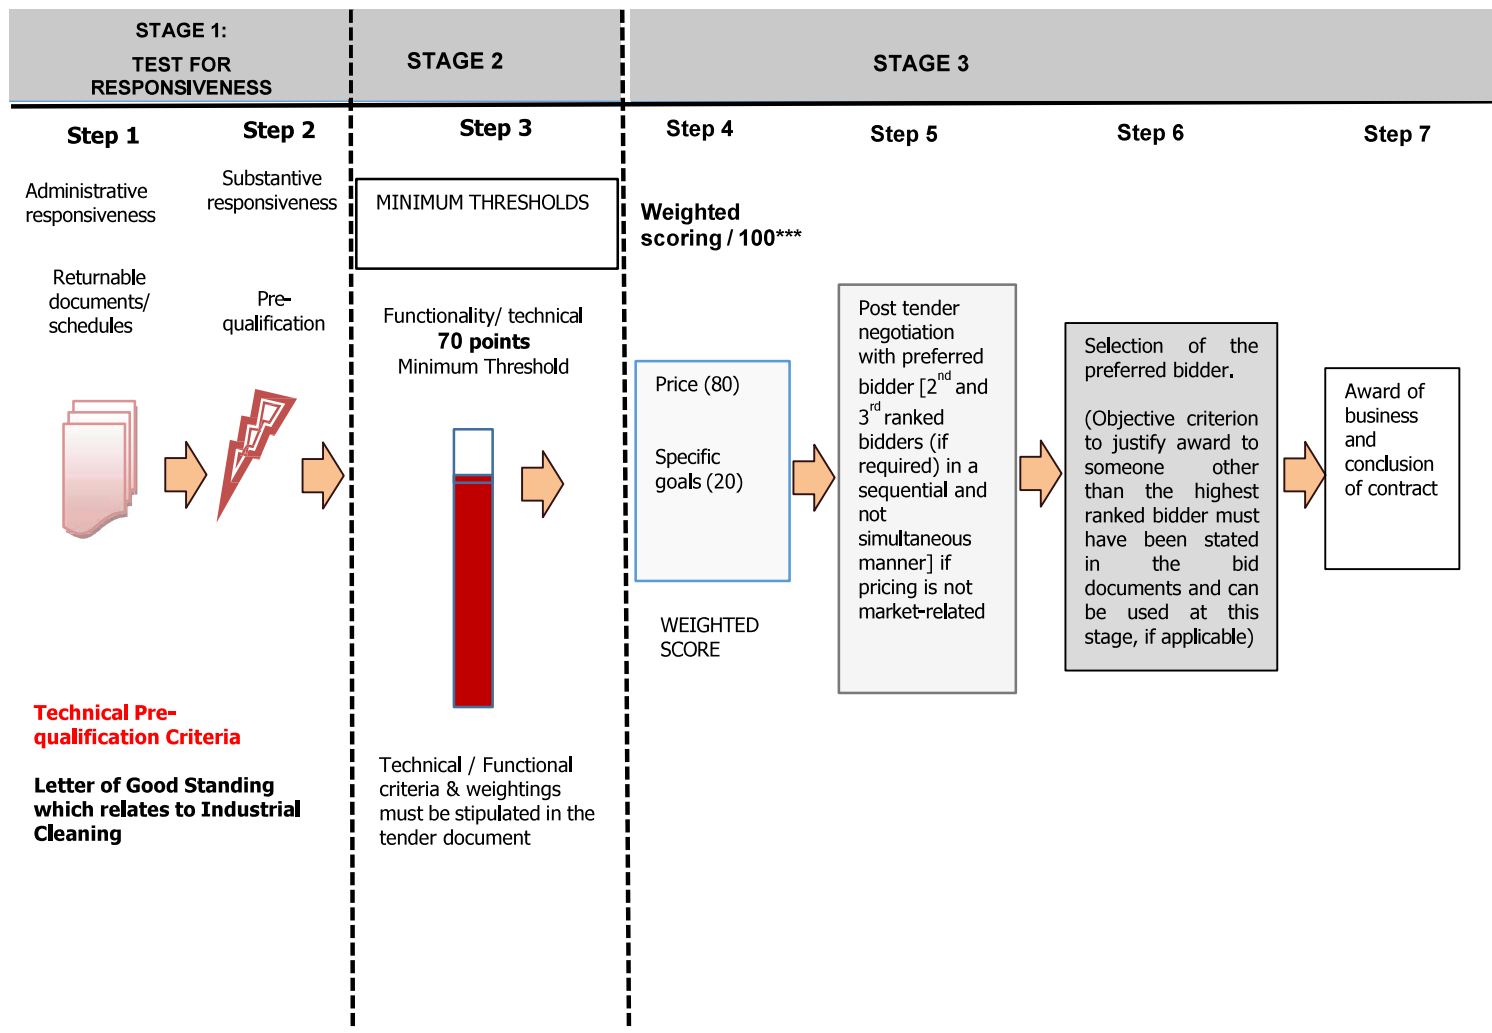 STAGE 1:
TEST FOR
RESPONSIVENESS
STAGE 2
STAGE 3
Step 1
Step 2
Step 3
Step 4
Step 5
Step 6
Step 7
Administrative
responsiveness
Returnable
documents/
schedules
Substantive
responsiveness
Pre-
qualification
Technical Pre-
qualification Criteria
Letter of Good Standing
which relates to Industrial
Cleaning
MINIMUM THRESHOLDS
Functionality/ technical
70 points
Minimum Threshold
Technical / Functional
criteria & weightings
must be stipulated in the
tender document
Weighted
scoring / 100***
Price (80)
Specific
goals (20)
WEIGHTED
SCORE
Post tender
negotiation
with preferred
bidder [2nd and
3rd ranked
bidders (if
required) in a
sequential and
not
simultaneous
manner] if
pricing is not
market-related
Selection of the
preferred bidder.
(Objective criterion
to justify award to
someone other
than the highest
ranked bidder must
have been stated
in the bid
documents and can
be used at this
stage, if applicable)
Award of
business
and
conclusion
of contract